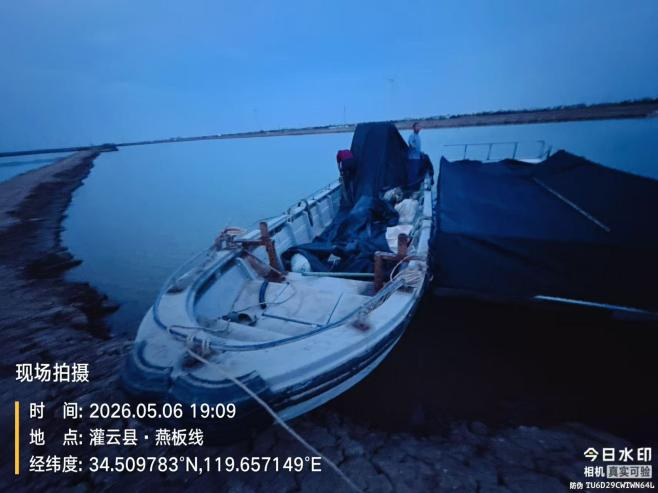 现场拍摄
时 间: 2026.05.06 19:09
地 点: 灌云县·燕板线
经纬度: 34.509783°N,119.657149°E
今日水印
相机 真实可验
防伪 TU6D29CWTWN64L